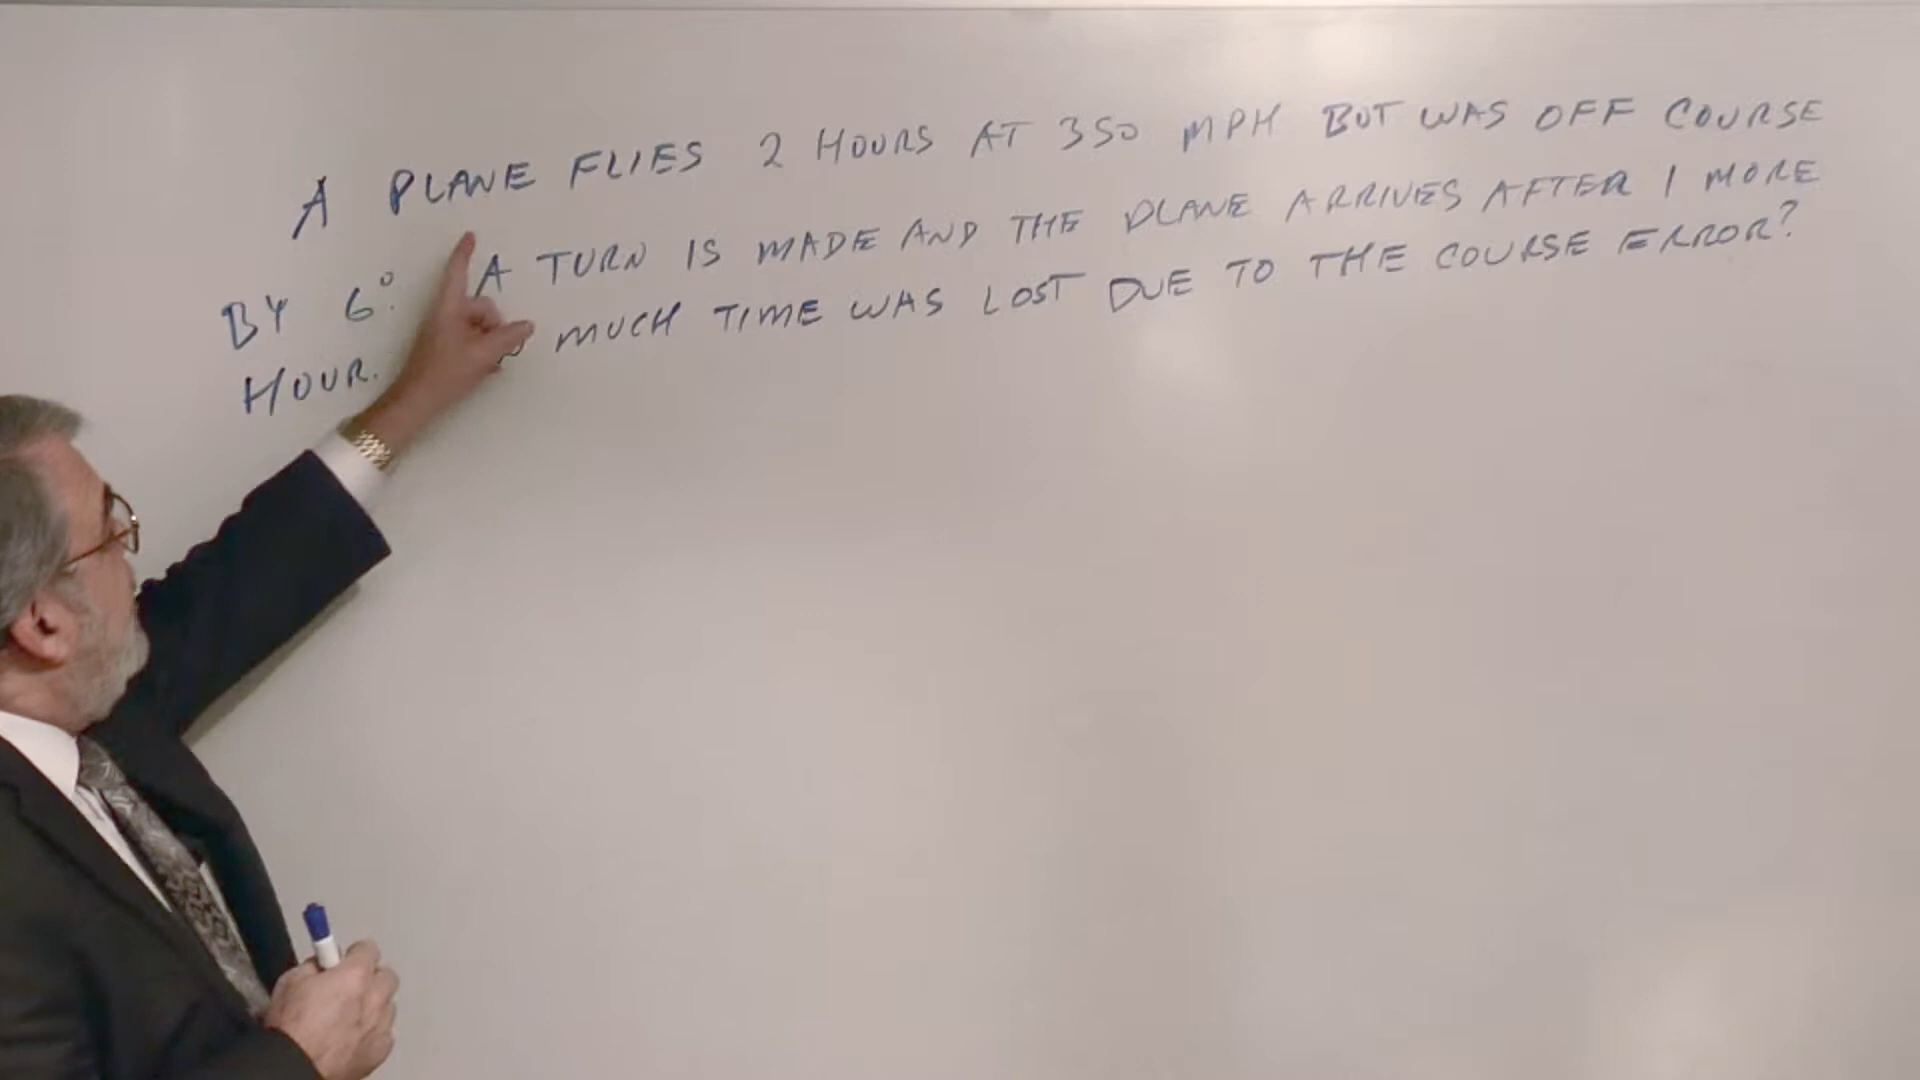 A PLANE FLIES 2 HOURS AT 350 MPH BUT WAS OFF COURSE
BY 6°. A TURN IS MADE AND THE PLANE ARRIVES AFTER 1 MORE
HOUR. MUCH TIME WAS LOST DUE TO THE COURSE ERROR?